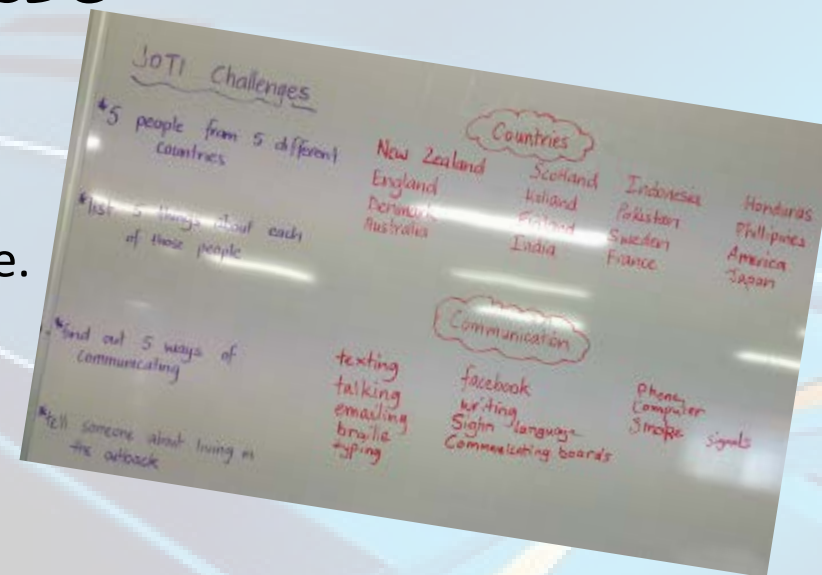 e.
JOTI Challenges
*5 people from 5 different
countries
*list 5 things about each
of those people
*find out 5 ways of
communicating
*tell someone about living in
the outback
Countries
New Zealand
England
Denmark
Australia
Scotland
Holland
Finland
India
Indonesia
Pakistan
Sweden
France
Honduras
Phillipines
America
Japan
Communication
texting
talking
emailing
braille
typing
facebook
writing
Sighn language
Communicating boards
Phone
Computer
Smoke signals